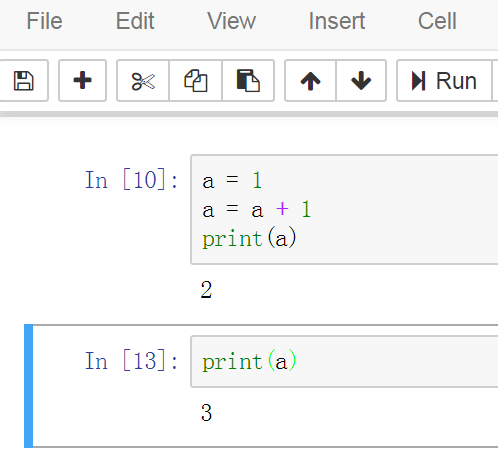 File Edit View Insert Cell
Run
In [10]: a = 1
a = a + 1
print(a)
2
In [13]: print(a)
3